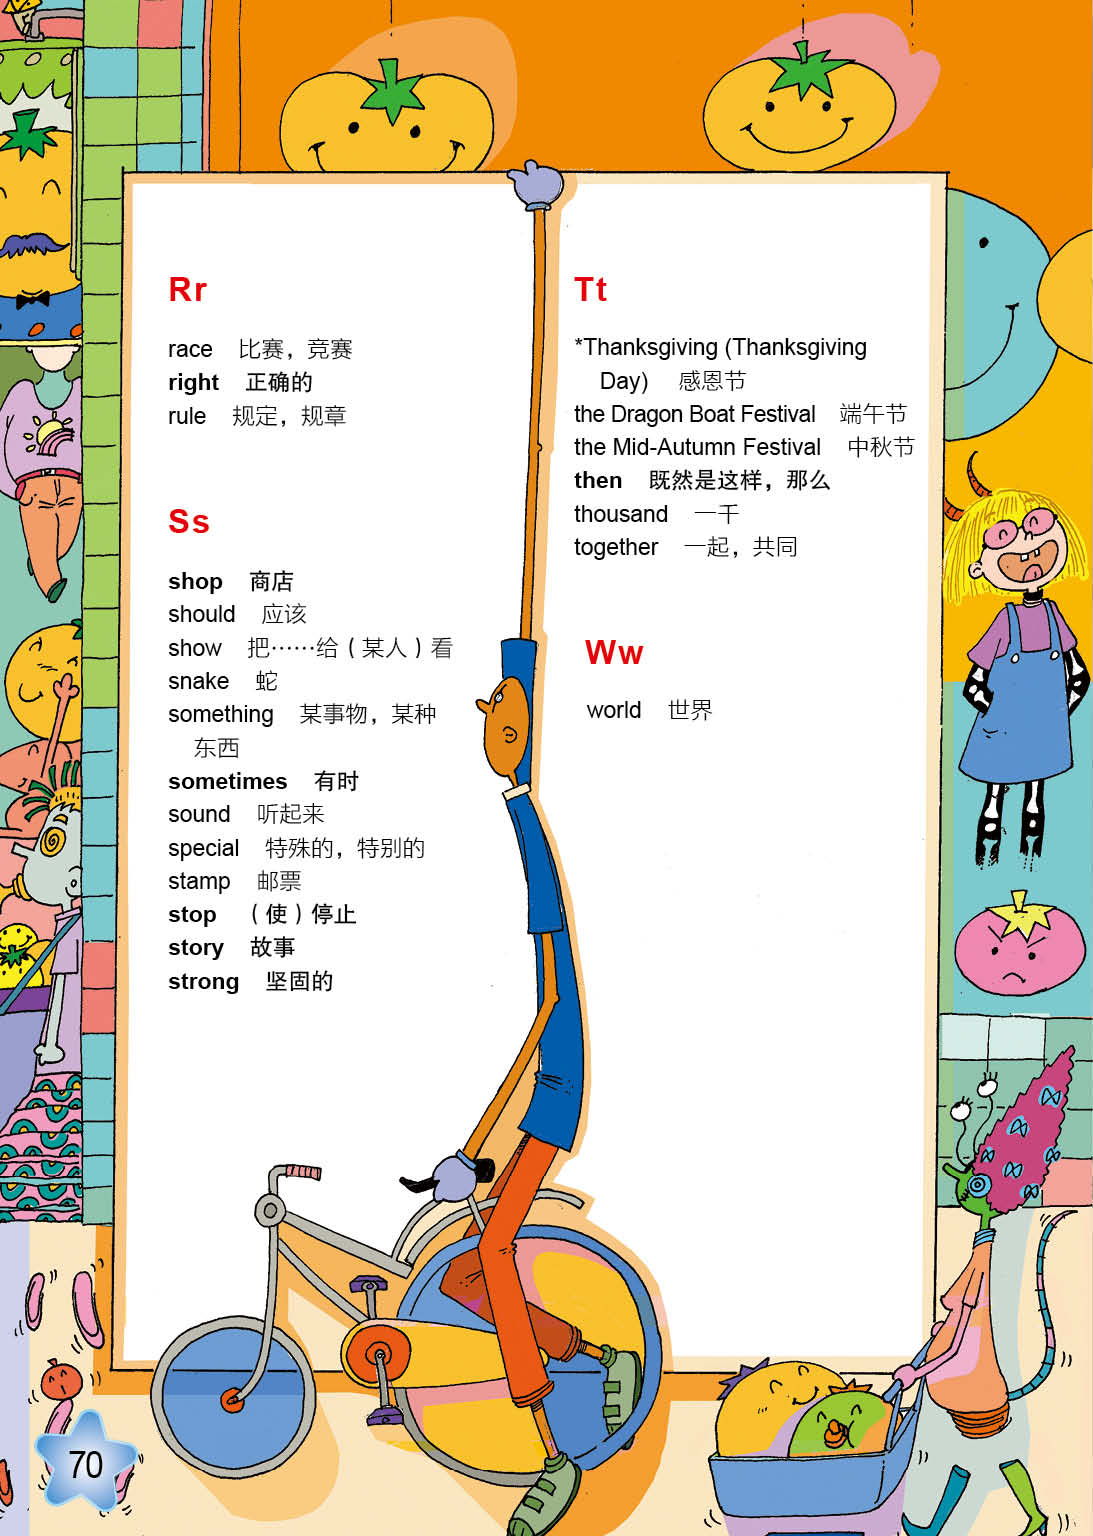 Rr
race 比赛，竞赛
right 正确的
rule 规定，规章
Ss
shop 商店
should 应该
show 把……给（某人）看
snake 蛇
something 某事物，某种
东西
sometimes 有时
sound 听起来
special 特殊的，特别的
stamp 邮票
stop （使）停止
story 故事
strong 坚固的
Tt
*Thanksgiving (Thanksgiving
Day) 感恩节
the Dragon Boat Festival 端午节
the Mid-Autumn Festival 中秋节
then 既然是这样，那么
thousand 一千
together 一起，共同
Ww
world 世界
70